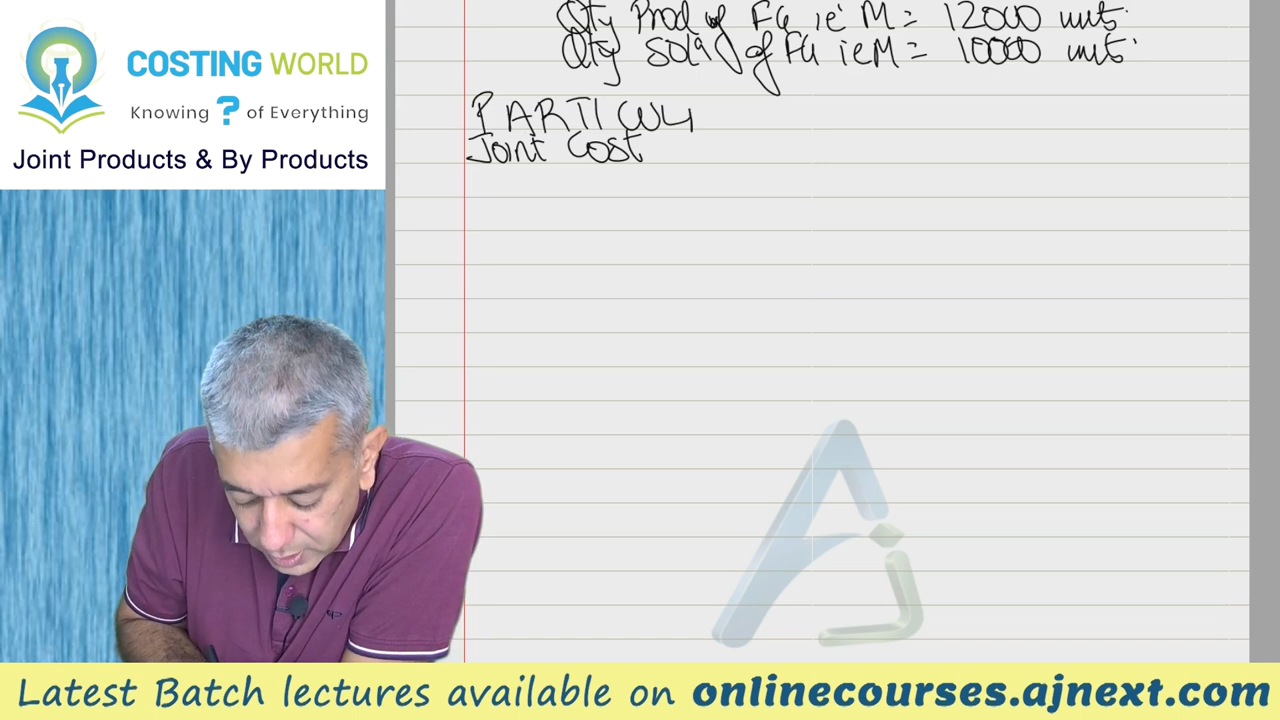 COSTING WORLD
Knowing ? of Everything
Joint Products & By Products
Qty Prod of FG ie M = 12000 units.
Qty sold of FG ie M = 10000 units.
PARTICUL
Joint Cost
Latest Batch lectures available on onlinecourses.ajnext.com